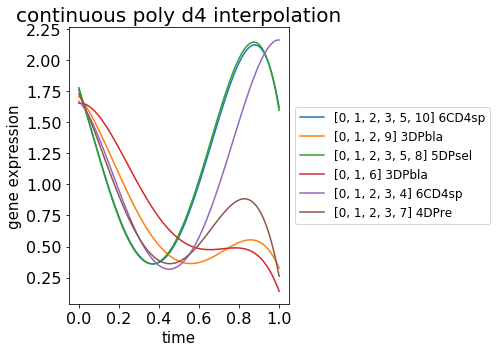 continuous poly d4 interpolation
gene expression
2.25
2.00
1.75
1.50
1.25
1.00
0.75
0.50
0.25
0.0 0.2 0.4 0.6 0.8 1.0
time
[0, 1, 2, 3, 5, 10] 6CD4sp
[0, 1, 2, 9] 3DPbla
[0, 1, 2, 3, 5, 8] 5DPsel
[0, 1, 6] 3DPbla
[0, 1, 2, 3, 4] 6CD4sp
[0, 1, 2, 3, 7] 4DPre